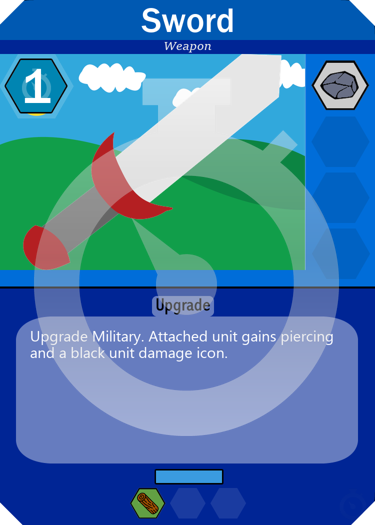 Sword
Weapon
1
Upgrade
Upgrade Military. Attached unit gains piercing
and a black unit damage icon.